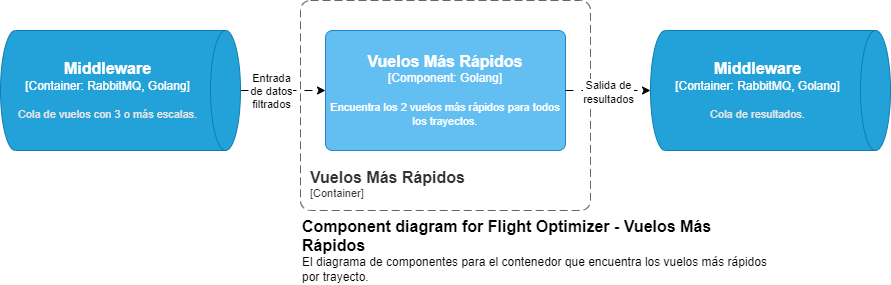 Middleware
[Container: RabbitMQ, Golang]
Cola de vuelos con 3 o más escalas.
Entrada
de datos
filtrados
Vuelos Más Rápidos
[Component: Golang]
Encuentra los 2 vuelos más rápidos para todos
los trayectos.
Salida de
resultados
Middleware
[Container: RabbitMQ, Golang]
Cola de resultados.
Vuelos Más Rápidos
[Container]
Component diagram for Flight Optimizer - Vuelos Más
Rápidos
El diagrama de componentes para el contenedor que encuentra los vuelos más rápidos
por trayecto.